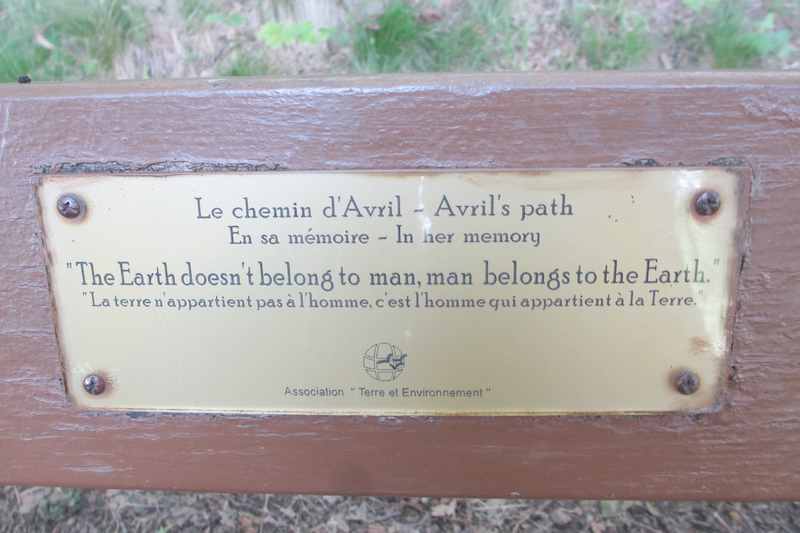 Le chemin d'Avril - Avril's path
En sa mémoire - In her memory
"The Earth doesn't belong to man, man belongs to the Earth."
"La terre n'appartient pas à l'homme, c'est l'homme qui appartient à la Terre."
Association " Terre et Environnement "